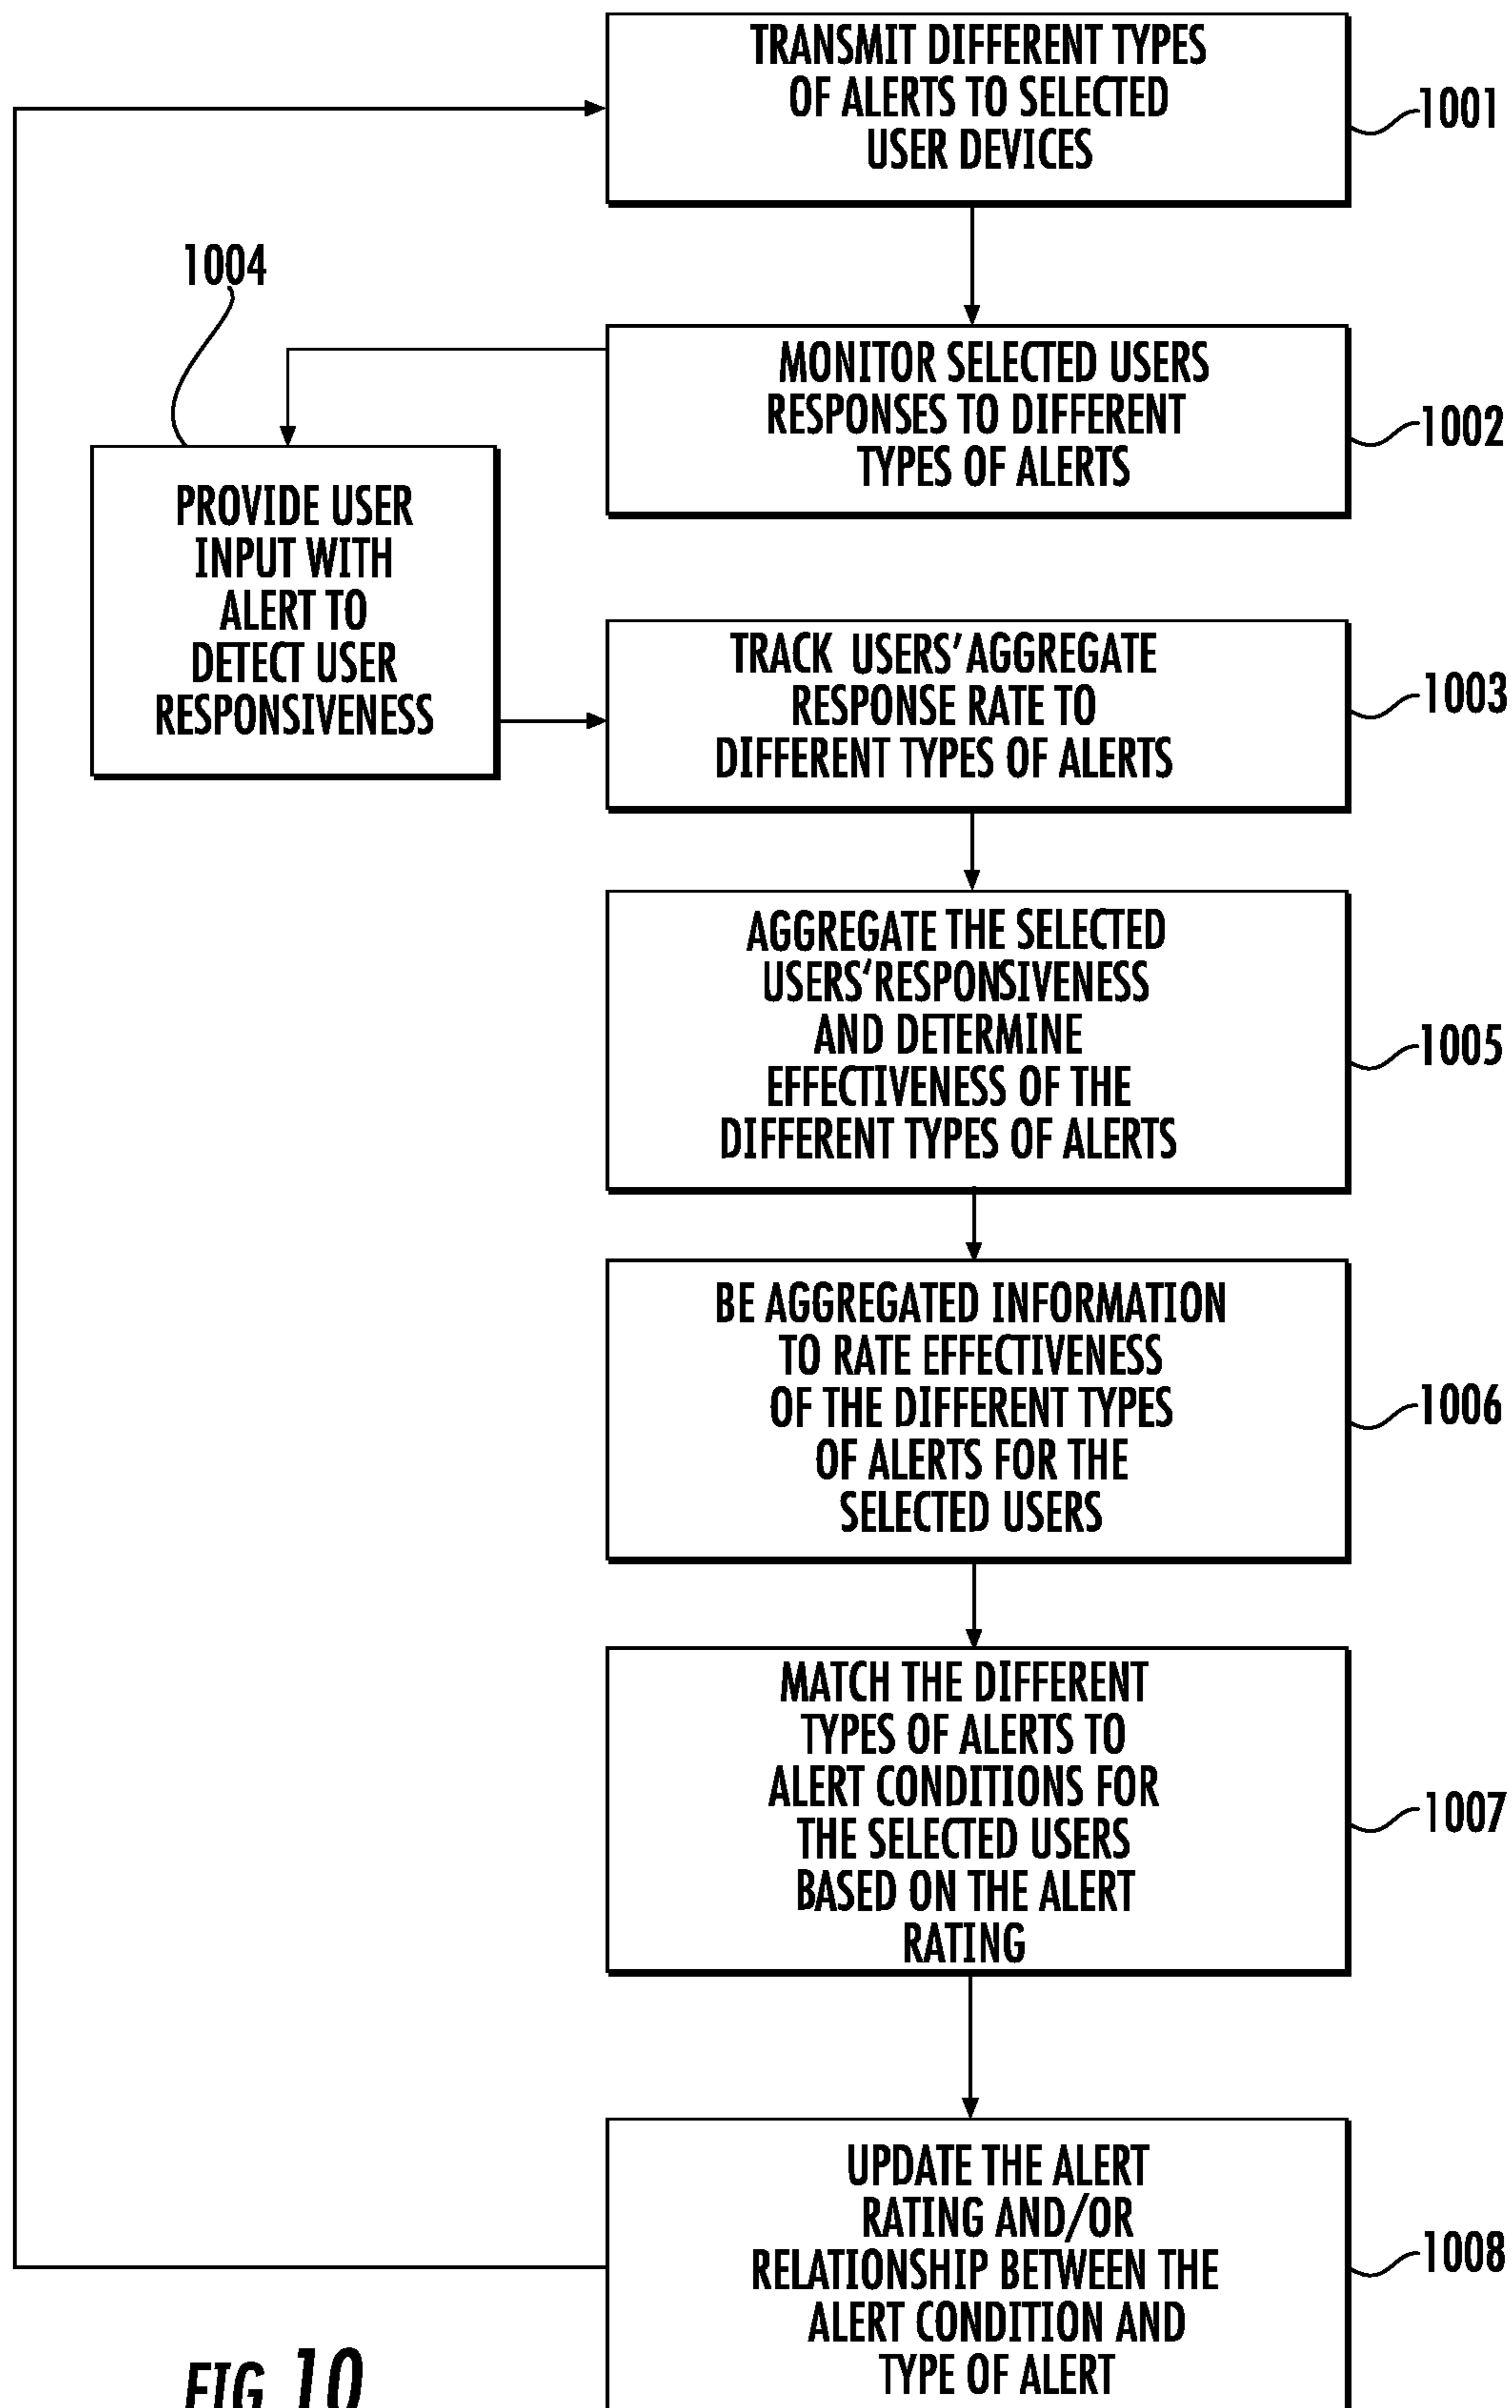 TRANSMIT DIFFERENT TYPES
OF ALERTS TO SELECTED
USER DEVICES
1001
1004
MONITOR SELECTED USERS
RESPONSES TO DIFFERENT
TYPES OF ALERTS
1002
PROVIDE USER
INPUT WITH
ALERT TO
DETECT USER
RESPONSIVENESS
TRACK USERS' AGGREGATE
RESPONSE RATE TO
DIFFERENT TYPES OF ALERTS
1003
AGGREGATE THE SELECTED
USERS' RESPONSIVENESS
AND DETERMINE
EFFECTIVENESS OF THE
DIFFERENT TYPES OF ALERTS
1005
BE AGGREGATED INFORMATION
TO RATE EFFECTIVENESS
OF THE DIFFERENT TYPES
OF ALERTS FOR THE
SELECTED USERS
1006
MATCH THE DIFFERENT
TYPES OF ALERTS TO
ALERT CONDITIONS FOR
THE SELECTED USERS
BASED ON THE ALERT
RATING
1007
UPDATE THE ALERT
RATING AND/OR
RELATIONSHIP BETWEEN THE
ALERT CONDITION AND
TYPE OF ALERT
1008
FIG 10